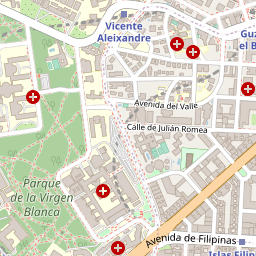 Vicente
Aleixandre
Guz
el B
Avenida del Valle
Calle de Julián Romea
Parque
de la Virgen
Blanca
Avenida de Filipinas
Islas Filip